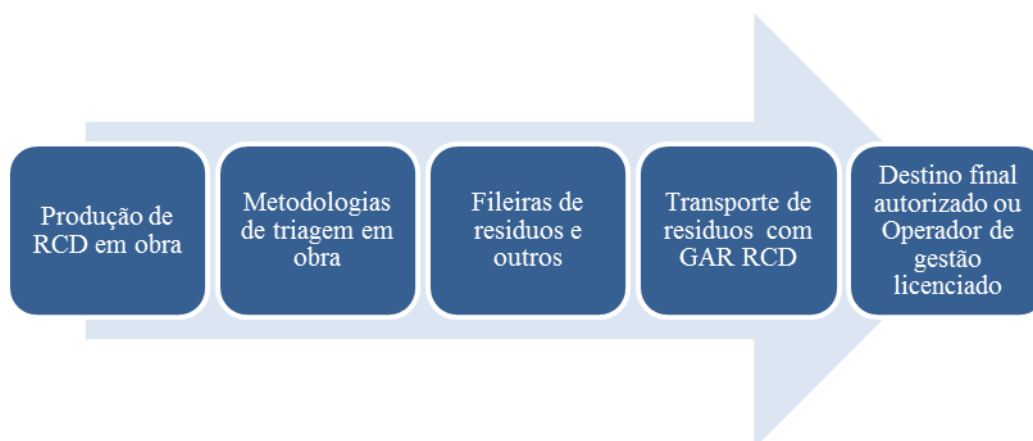 Produção de
RCD em obra
Metodologias
de triagem em
obra
Fileiras de
residuos e
outros
Transporte de
residuos com
GAR RCD
Destino final
autorizado ou
Operador de
gestão
licenciado